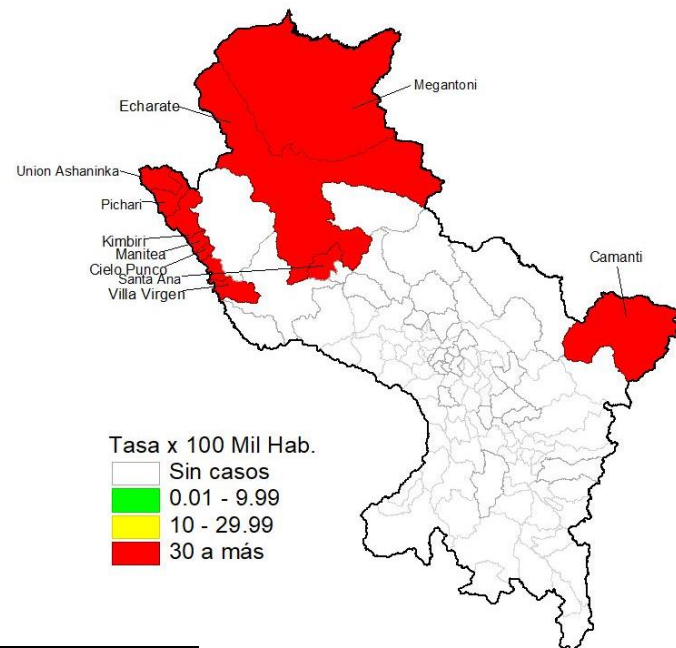 Megantoni
Echarate
Union Ashaninka
Pichari
Kimbiri
Manitea
Cielo Punco
Santa Ana
Villa Virgen
Camanti
Tasa x 100 Mil Hab.
Sin casos
0.01 - 9.99
10 - 29.99
30 a más